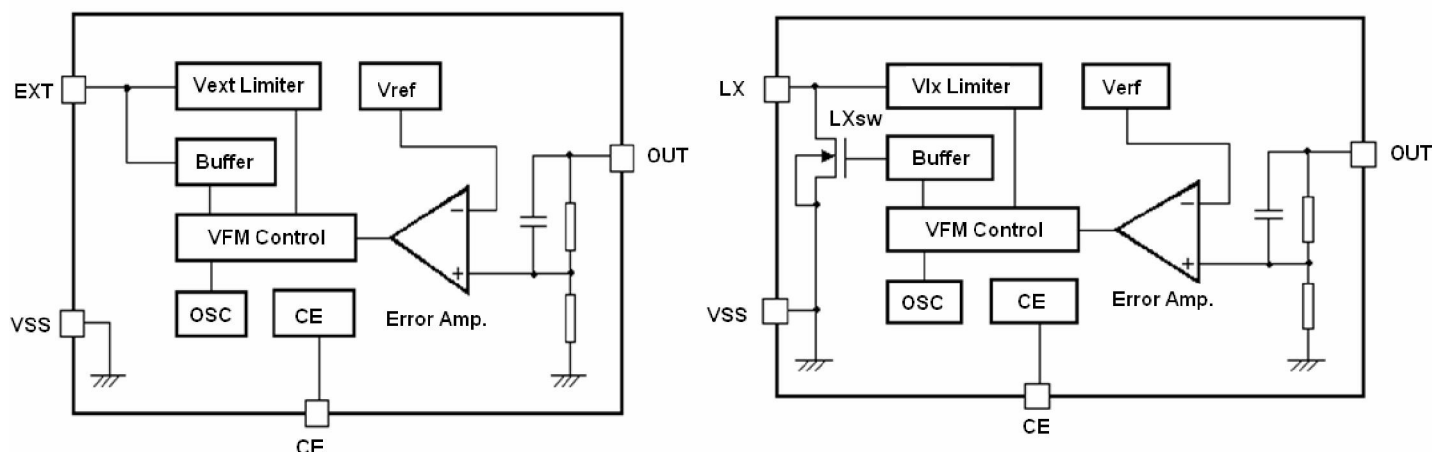 EXT
Vext Limiter
Vref
Buffer
OUT
VFM Control
OSC
CE
Error Amp.
VSS
CE
LX
Vlx Limiter
Verf
LXsw
Buffer
OUT
VFM Control
OSC
CE
Error Amp.
VSS
CE